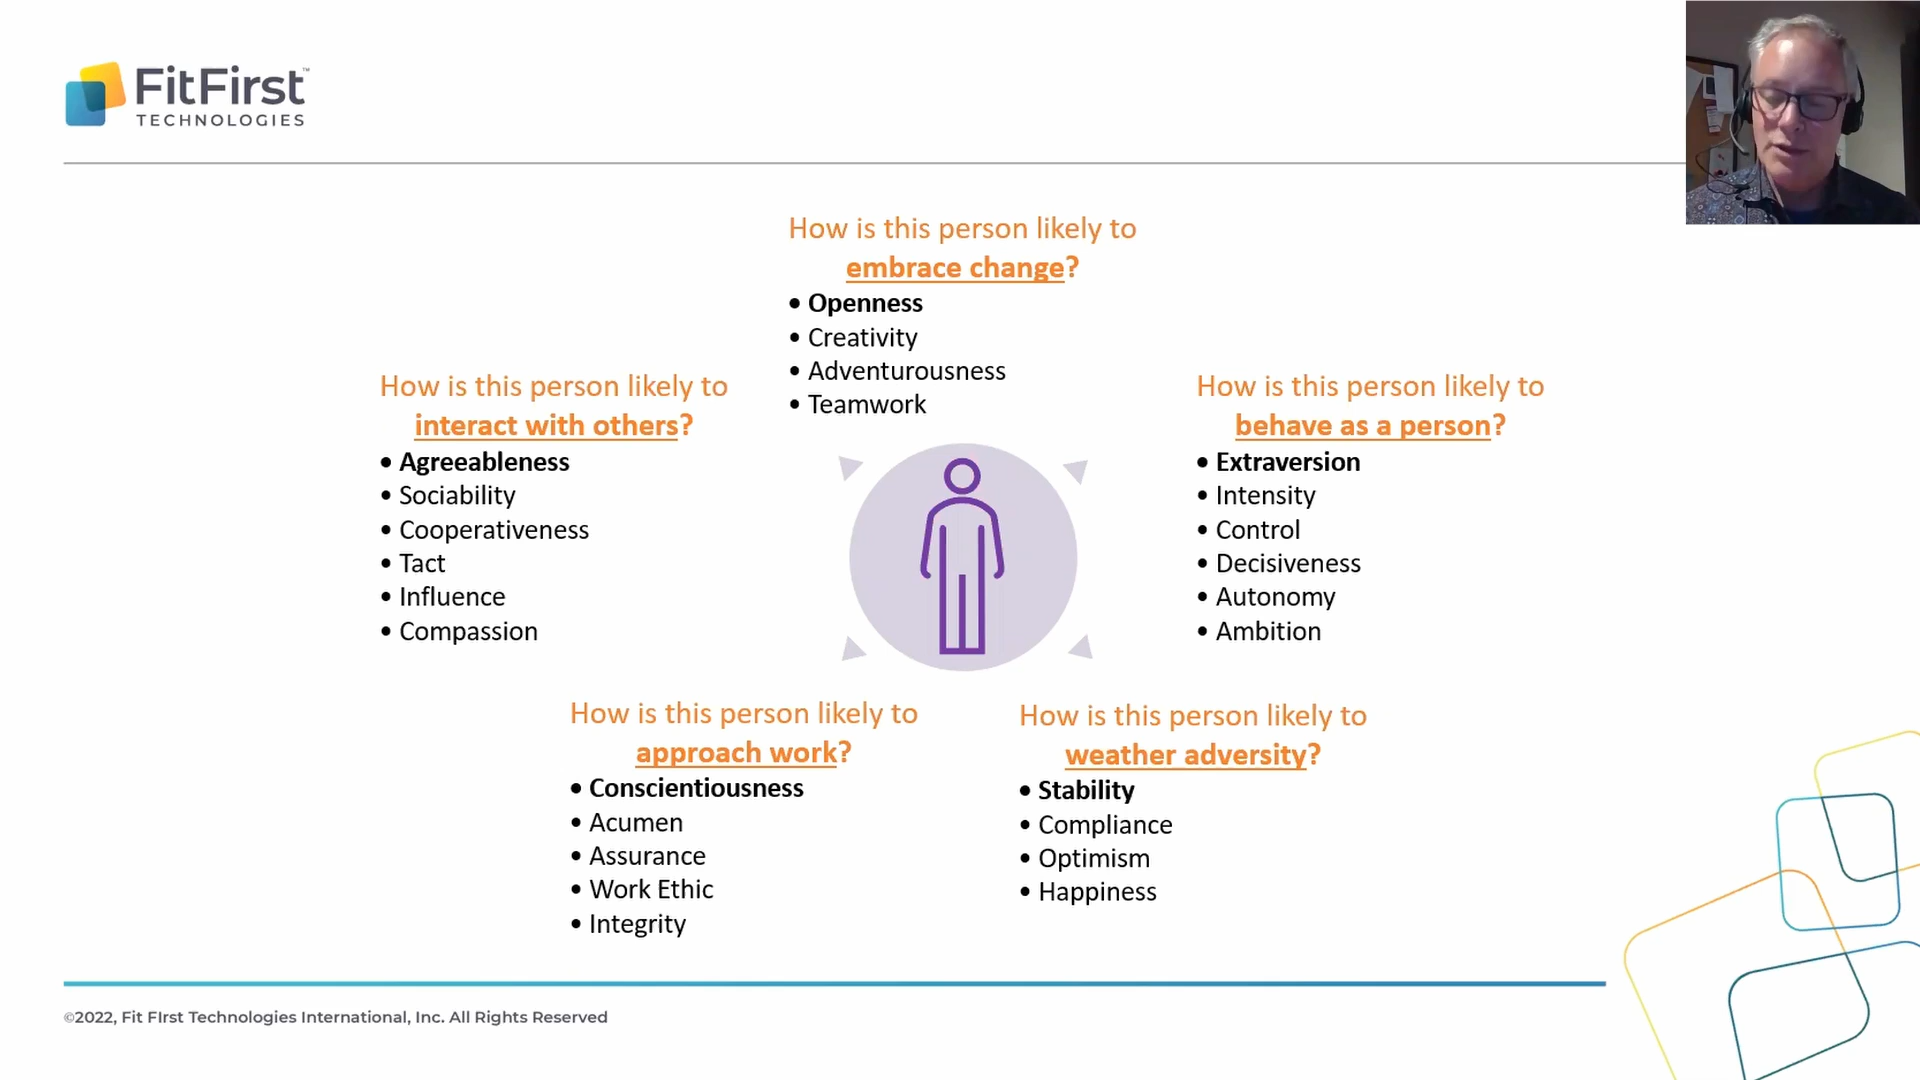 FitFirst™
TECHNOLOGIES
How is this person likely to
embrace change?
• Openness
• Creativity
• Adventurousness
• Teamwork
How is this person likely to
interact with others?
• Agreeableness
• Sociability
• Cooperativeness
• Tact
• Influence
• Compassion
How is this person likely to
behave as a person?
• Extraversion
• Intensity
• Control
• Decisiveness
• Autonomy
• Ambition
How is this person likely to
approach work?
• Conscientiousness
• Acumen
• Assurance
• Work Ethic
• Integrity
How is this person likely to
weather adversity?
• Stability
• Compliance
• Optimism
• Happiness
©2022, Fit FIrst Technologies International, Inc. All Rights Reserved